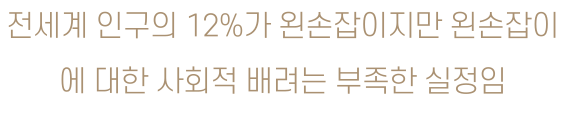 전세계 인구의 12%가 왼손잡이지만 왼손잡이
에 대한 사회적 배려는 부족한 실정임